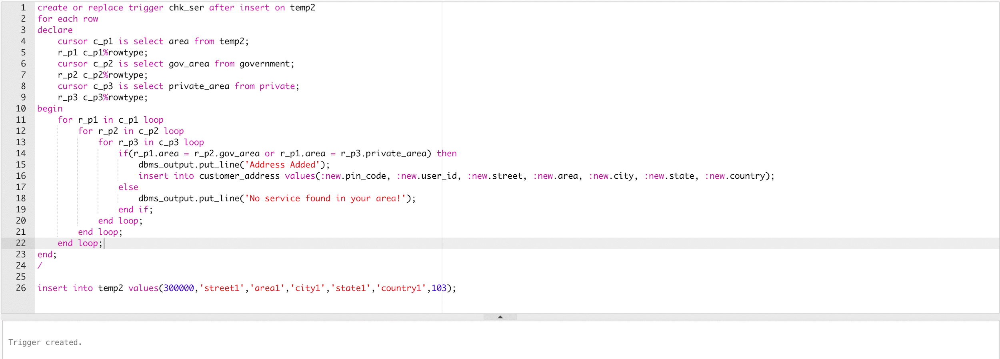 1 create or replace trigger chk_ser after insert on temp2
2 for each row
3 declare
4     cursor c_p1 is select area from temp2;
5     r_p1 c_p1%rowtype;
6     cursor c_p2 is select gov_area from government;
7     r_p2 c_p2%rowtype;
8     cursor c_p3 is select private_area from private;
9     r_p3 c_p3%rowtype;
10 begin
11     for r_p1 in c_p1 loop
12         for r_p2 in c_p2 loop
13             for r_p3 in c_p3 loop
14                 if(r_p1.area = r_p2.gov_area or r_p1.area = r_p3.private_area) then
15                     dbms_output.put_line('Address Added');
16                     insert into customer_address values(:new.pin_code, :new.user_id, :new.street, :new.area, :new.city, :new.state, :new.country);
17                 else
18                     dbms_output.put_line('No service found in your area!');
19                 end if;
20             end loop;
21         end loop;
22     end loop;
23 end;
24 /
25
26 insert into temp2 values(300000,'street1','area1','city1','state1','country1',103);
Trigger created.